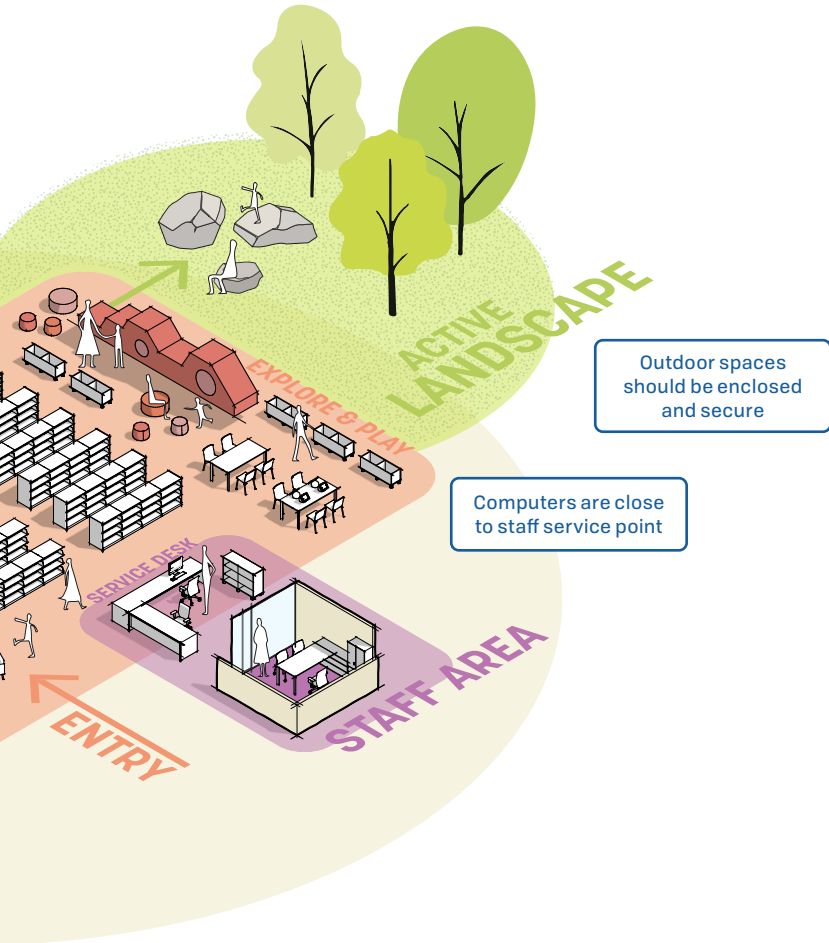 ACTIVE
LANDSCAPE
Outdoor spaces
should be enclosed
and secure
EXPLORE & PLAY
Computers are close
to staff service point
SERVICE DESK
STAFF AREA
ENTRY